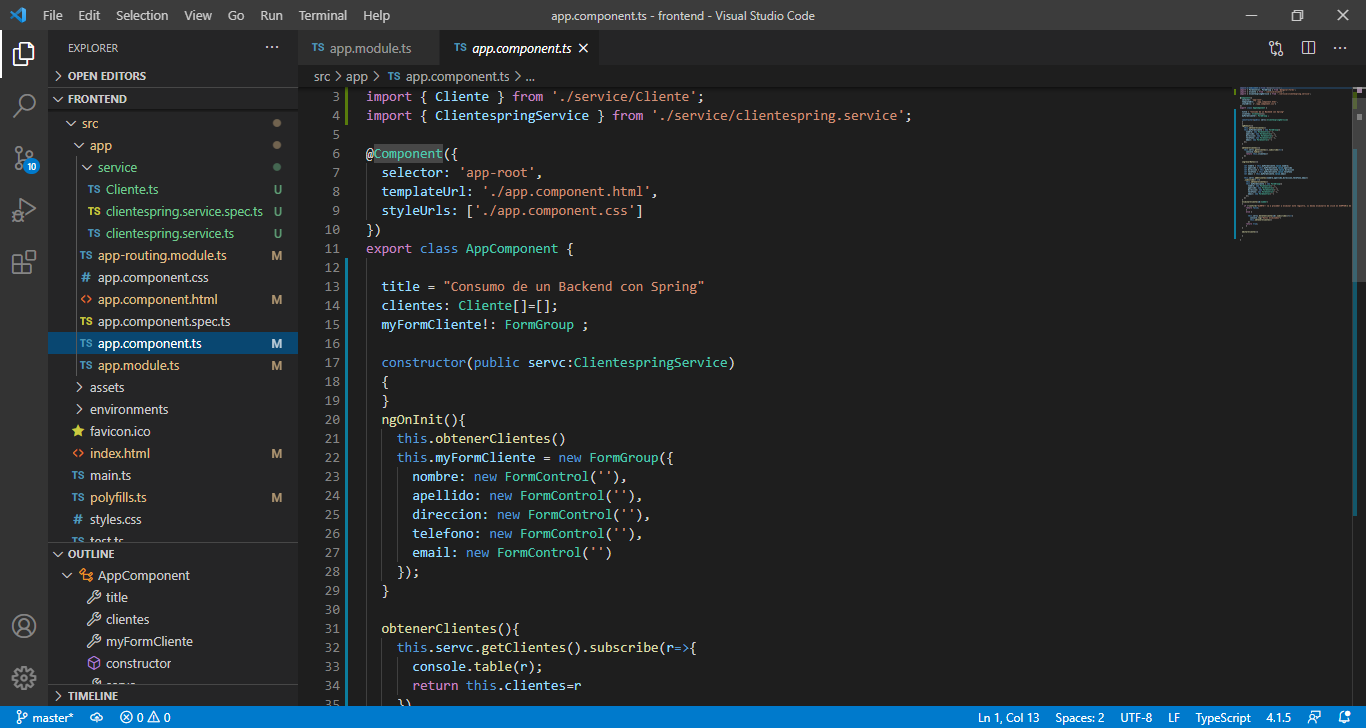 File Edit Selection View Go Run Terminal Help app.component.ts - frontend - Visual Studio Code
EXPLORER ...
OPEN EDITORS
FRONTEND
src
app
service
TS Cliente.ts U
TS clientespring.service.spec.ts U
TS clientespring.service.ts U
TS app-routing.module.ts M
# app.component.css
<> app.component.html M
TS app.component.spec.ts
TS app.component.ts M
TS app.module.ts M
assets
environments
favicon.ico
<> index.html M
TS main.ts
TS polyfills.ts M
# styles.css
TS test.ts
10
OUTLINE
AppComponent
title
clientes
myFormCliente
constructor
TIMELINE
TS app.module.ts TS app.component.ts
src > app > TS app.component.ts > ...
3 import { Cliente } from './service/Cliente';
4 import { ClientespringService } from './service/clientespring.service';
5
6 @Component({
7 selector: 'app-root',
8 templateUrl: './app.component.html',
9 styleUrls: ['./app.component.css']
10 })
11 export class AppComponent {
12
13 title = "Consumo de un Backend con Spring"
14 clientes: Cliente[]=[];
15 myFormCliente!: FormGroup ;
16
17 constructor(public servc:ClientespringService)
18 {
19 }
20 ngOnInit(){
21 this.obtenerClientes()
22 this.myFormCliente = new FormGroup({
23 nombre: new FormControl(''),
24 apellido: new FormControl(''),
25 direccion: new FormControl(''),
26 telefono: new FormControl(''),
27 email: new FormControl('')
28 });
29 }
30
31 obtenerClientes(){
32 this.servc.getClientes().subscribe(r=>{
33 console.table(r);
34 return this.clientes=r
35 })
master* 0 0 Ln 1, Col 13 Spaces: 2 UTF-8 LF TypeScript 4.1.5